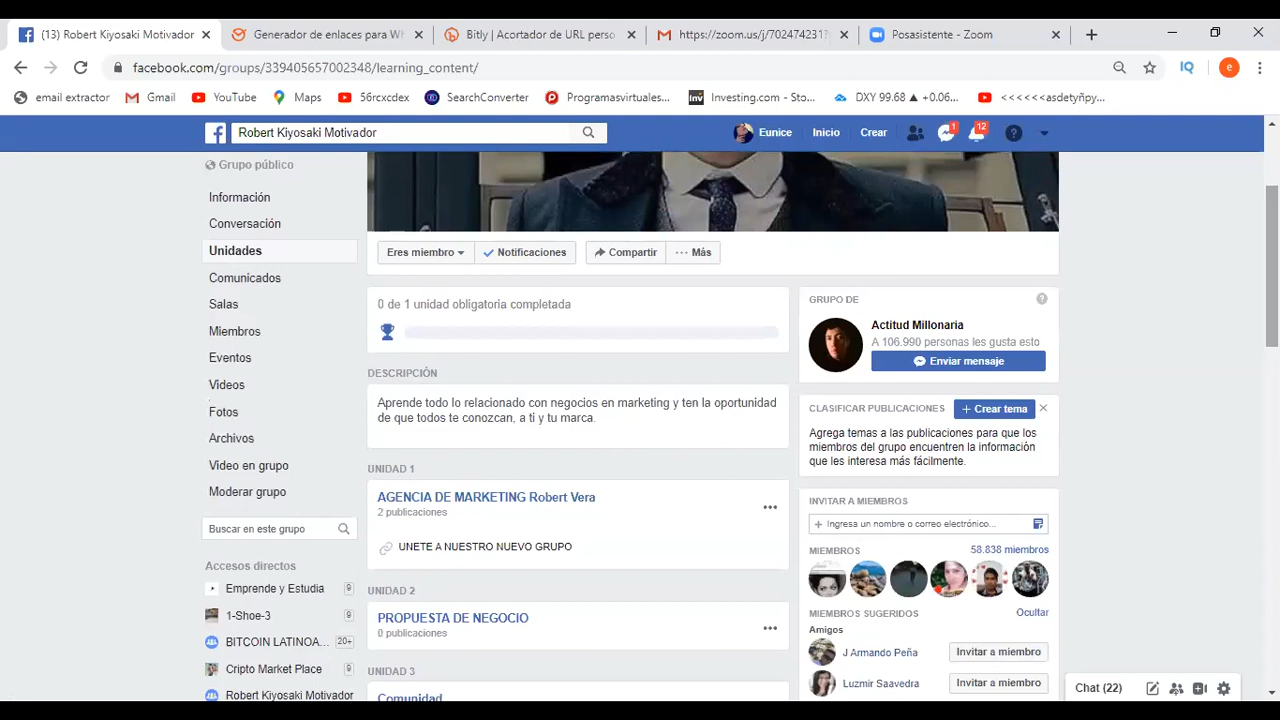 (13) Robert Kiyosaki Motivador
Generador de enlaces para Wh
Bitly | Acortador de URL perso
https://zoom.us/j/702474231?
Posasistente - Zoom
facebook.com/groups/339405657002348/learning_content/
email extractor
Gmail
YouTube
Maps
56rcxcdex
SearchConverter
Programasvirtuales...
Investing.com - Sto...
DXY 99.68 ▲ +0.06...
<<<<<<asdetyñpy...
Robert Kiyosaki Motivador
Eunice
Inicio
Crear
1
12
Grupo público
Información
Conversación
Unidades
Comunicados
Salas
Miembros
Eventos
Videos
Fotos
Archivos
Video en grupo
Moderar grupo
Buscar en este grupo
Accesos directos
Emprende y Estudia
9
1-Shoe-3
9
BITCOIN LATINOA...
20+
Cripto Market Place
9
Robert Kiyosaki Motivador
Eres miembro
Notificaciones
Compartir
Más
0 de 1 unidad obligatoria completada
DESCRIPCIÓN
Aprende todo lo relacionado con negocios en marketing y ten la oportunidad
de que todos te conozcan, a ti y tu marca.
UNIDAD 1
AGENCIA DE MARKETING Robert Vera
2 publicaciones
UNETE A NUESTRO NUEVO GRUPO
UNIDAD 2
PROPUESTA DE NEGOCIO
0 publicaciones
UNIDAD 3
Comunidad
GRUPO DE
Actitud Millonaria
A 106.990 personas les gusta esto
Enviar mensaje
CLASIFICAR PUBLICACIONES
+ Crear tema
Agrega temas a las publicaciones para que los
miembros del grupo encuentren la información
que les interesa más fácilmente.
INVITAR A MIEMBROS
+ Ingresa un nombre o correo electrónico...
MIEMBROS
58.838 miembros
MIEMBROS SUGERIDOS
Ocultar
Amigos
J Armando Peña
Invitar a miembro
Luzmir Saavedra
Invitar a miembro
Chat (22)